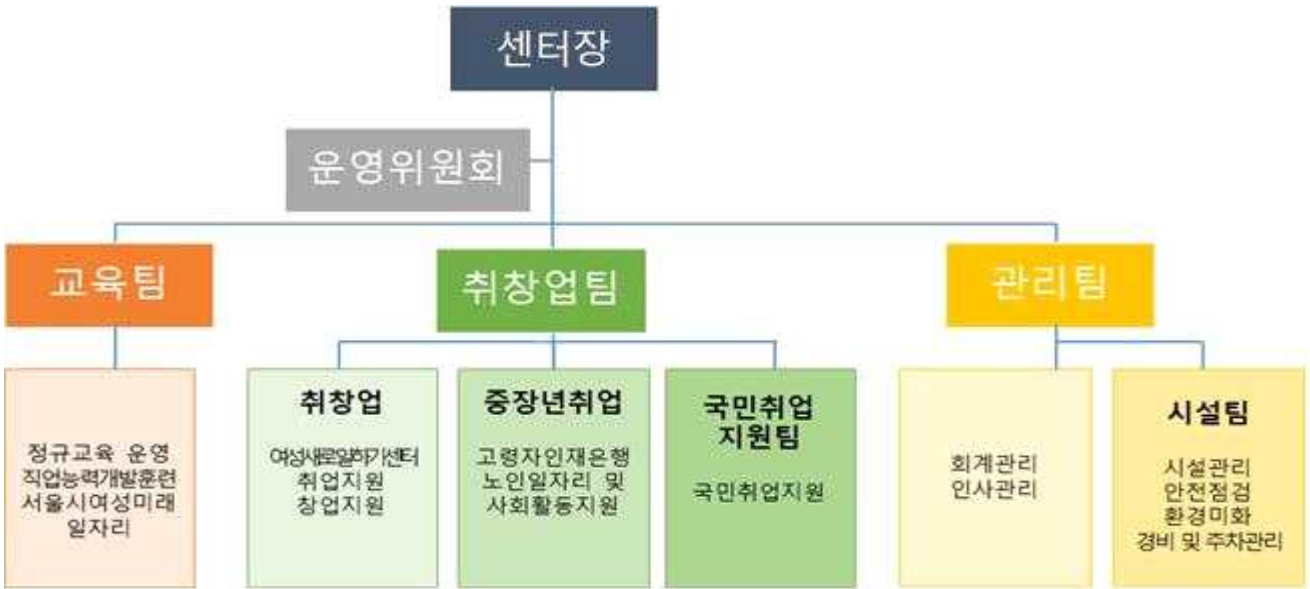 센터장
운영위원회
교육팀
취창업팀
관리팀
정규교육 운영
직업능력개발훈련
서울시여성미래
일자리
취창업
여성새로일하기센터
취업지원
창업지원
중장년취업
고령자인재은행
노인일자리 및
사회활동지원
국민취업
지원팀
국민취업지원
회계관리
인사관리
시설팀
시설관리
안전점검
환경미화
경비 및 주차관리